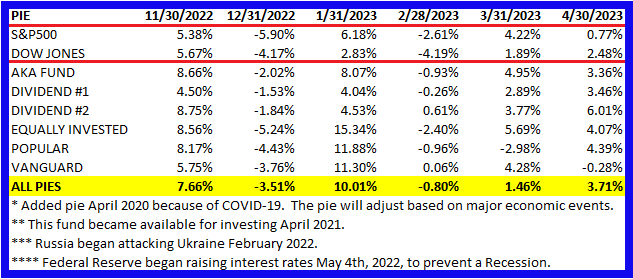 PIE 11/30/2022 12/31/2022 1/31/2023 2/28/2023 3/31/2023 4/30/2023
S&P500 5.38% -5.90% 6.18% -2.61% 4.22% 0.77%
DOW JONES 5.67% -4.17% 2.83% -4.19% 1.89% 2.48%
AKA FUND 8.66% -2.02% 8.07% -0.93% 4.95% 3.36%
DIVIDEND #1 4.50% -1.53% 4.04% -0.26% 2.89% 3.46%
DIVIDEND #2 8.75% -1.84% 4.53% 0.61% 3.77% 6.01%
EQUALLY INVESTED 8.56% -5.24% 15.34% -2.40% 5.69% 4.07%
POPULAR 8.17% -4.43% 11.88% -0.96% -2.98% 4.39%
VANGUARD 5.75% -3.76% 11.30% 0.06% 4.28% -0.28%
ALL PIES 7.66% -3.51% 10.01% -0.80% 1.46% 3.71%
* Added pie April 2020 because of COVID-19. The pie will adjust based on major economic events.
** This fund became available for investing April 2021.
*** Russia began attacking Ukraine February 2022.
**** Federal Reserve began raising interest rates May 4th, 2022, to prevent a Recession.